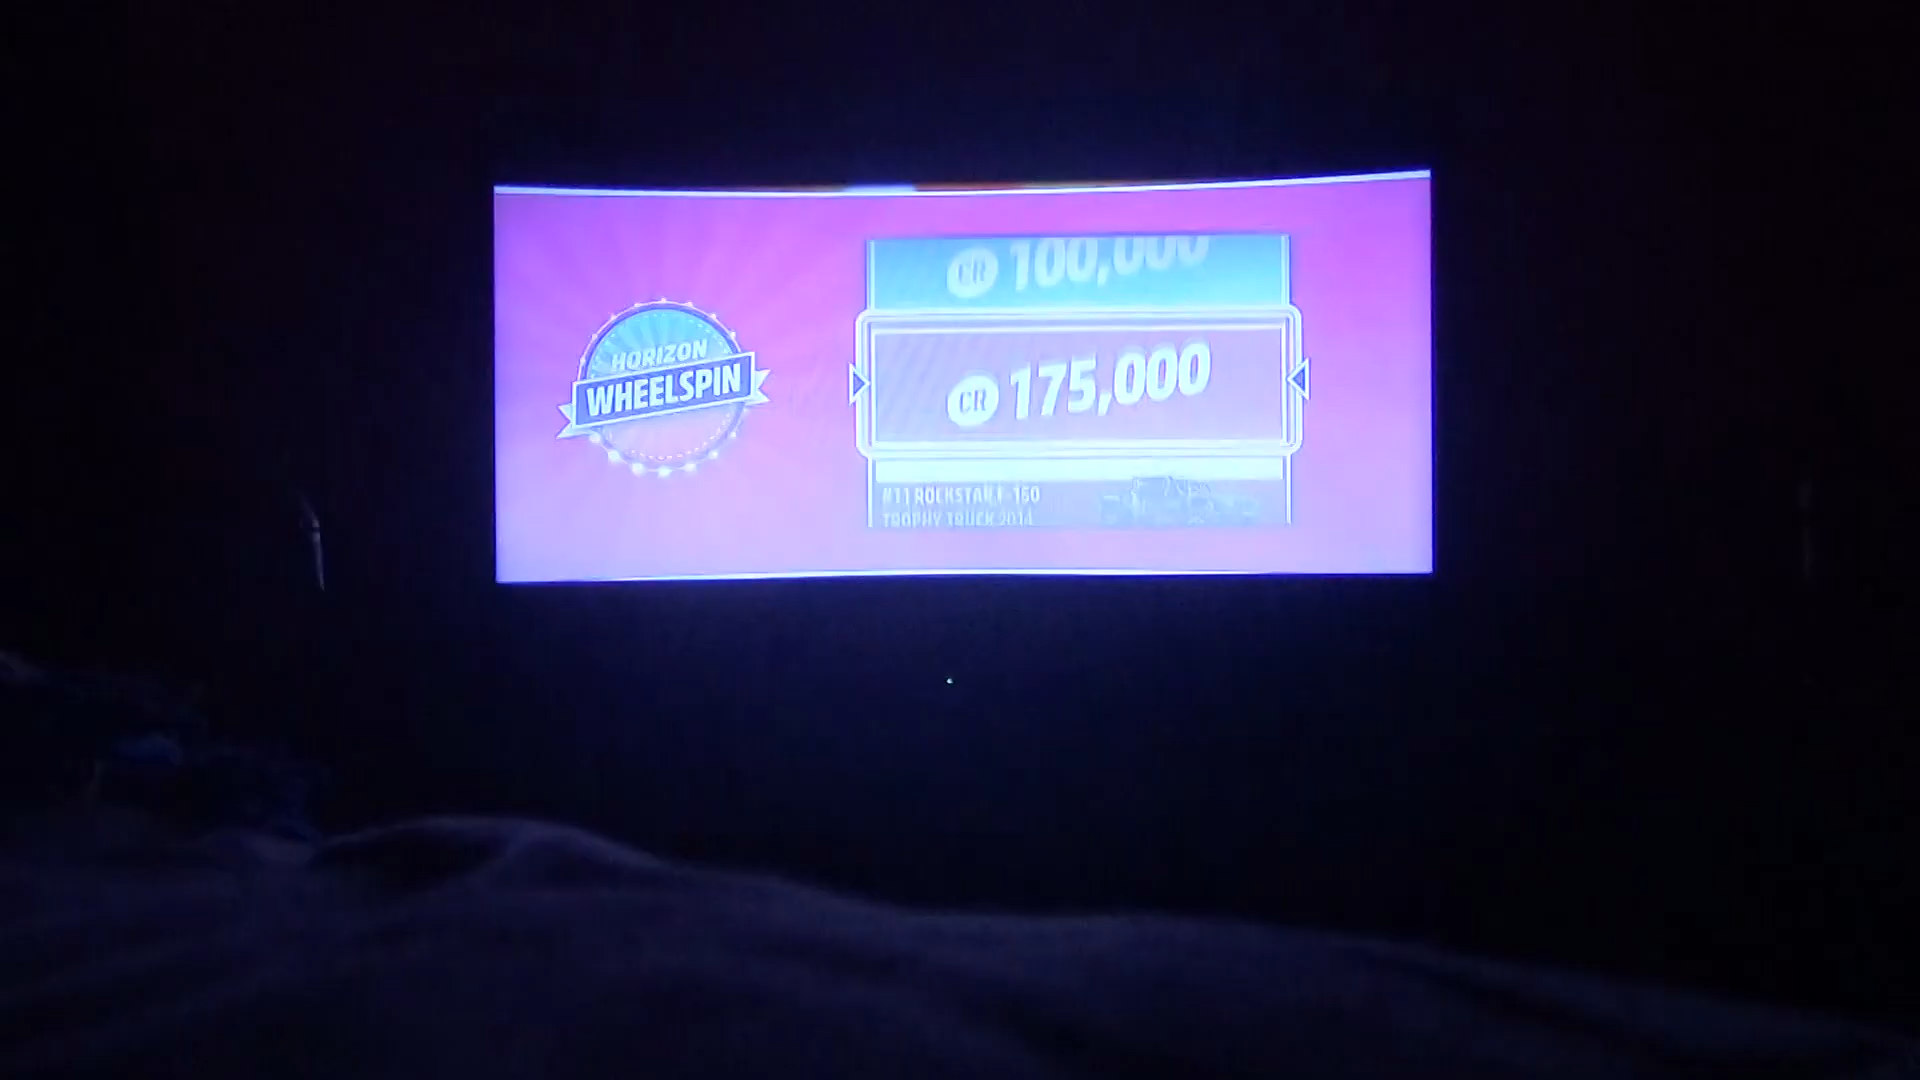 HORIZON
WHEELSPIN
CR 100,000
CR 175,000
#11 ROCKSTAR F-150
TROPHY TRUCK 2014